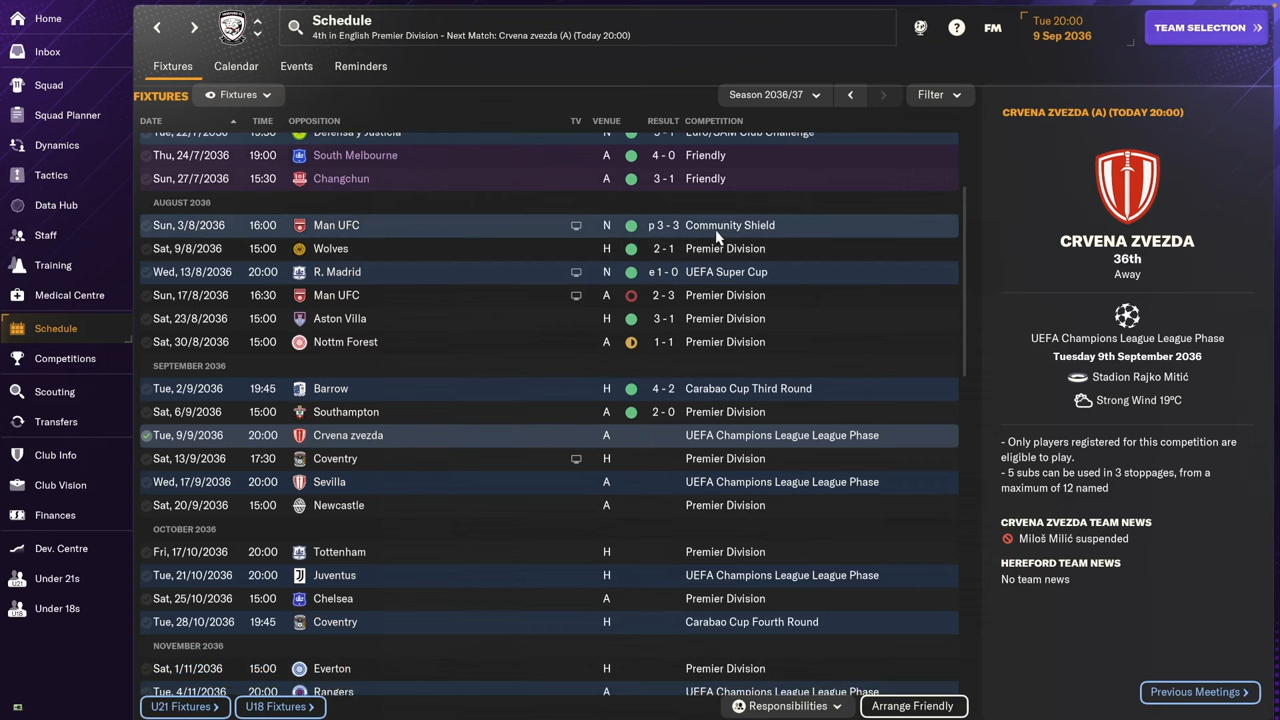 Home
Inbox
Squad
Squad Planner
Dynamics
Tactics
Data Hub
Staff
Training
Medical Centre
Schedule
Competitions
Scouting
Transfers
Club Info
Club Vision
Finances
Dev. Centre
U21 Under 21s
U18 Under 18s
Schedule
4th in English Premier Division - Next Match: Crvena zvezda (A) (Today 20:00)
FM
Tue 20:00
9 Sep 2036
TEAM SELECTION
Fixtures Calendar Events Reminders
FIXTURES Fixtures Season 2036/37 Filter
DATE TIME OPPOSITION TV VENUE RESULT COMPETITION
Tue, 22/7/2036 19:30 Defensa y Justicia N 3 - 1 Euro/SAM Club Challenge
Thu, 24/7/2036 19:00 South Melbourne A 4 - 0 Friendly
Sun, 27/7/2036 15:30 Changchun A 3 - 1 Friendly
AUGUST 2036
Sun, 3/8/2036 16:00 Man UFC N p 3 - 3 Community Shield
Sat, 9/8/2036 15:00 Wolves H 2 - 1 Premier Division
Wed, 13/8/2036 20:00 R. Madrid N e 1 - 0 UEFA Super Cup
Sun, 17/8/2036 16:30 Man UFC A 2 - 3 Premier Division
Sat, 23/8/2036 15:00 Aston Villa H 3 - 1 Premier Division
Sat, 30/8/2036 15:00 Nottm Forest A 1 - 1 Premier Division
SEPTEMBER 2036
Tue, 2/9/2036 19:45 Barrow H 4 - 2 Carabao Cup Third Round
Sat, 6/9/2036 15:00 Southampton A 2 - 0 Premier Division
Tue, 9/9/2036 20:00 Crvena zvezda A UEFA Champions League League Phase
Sat, 13/9/2036 17:30 Coventry H Premier Division
Wed, 17/9/2036 20:00 Sevilla A UEFA Champions League League Phase
Sat, 20/9/2036 15:00 Newcastle A Premier Division
OCTOBER 2036
Fri, 17/10/2036 20:00 Tottenham H Premier Division
Tue, 21/10/2036 20:00 Juventus H UEFA Champions League League Phase
Sat, 25/10/2036 15:00 Chelsea A Premier Division
Tue, 28/10/2036 19:45 Coventry H Carabao Cup Fourth Round
NOVEMBER 2036
Sat, 1/11/2036 15:00 Everton H Premier Division
Tue, 4/11/2036 20:00 Rangers A UEFA Champions League League Phase
U21 Fixtures U18 Fixtures Responsibilities Arrange Friendly
CRVENA ZVEZDA (A) (TODAY 20:00)
CRVENA ZVEZDA
36th
Away
UEFA Champions League League Phase
Tuesday 9th September 2036
Stadion Rajko Mitić
Strong Wind 19ºC
- Only players registered for this competition are
eligible to play.
- 5 subs can be used in 3 stoppages, from a
maximum of 12 named
CRVENA ZVEZDA TEAM NEWS
Miloš Milić suspended
HEREFORD TEAM NEWS
No team news
Previous Meetings